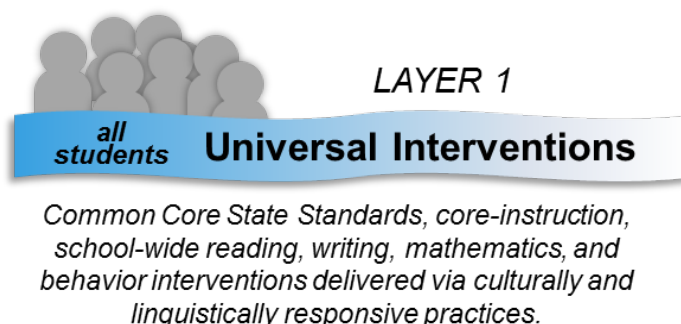 LAYER 1
all
students
Universal Interventions
Common Core State Standards, core-instruction,
school-wide reading, writing, mathematics, and
behavior interventions delivered via culturally and
linguistically responsive practices.